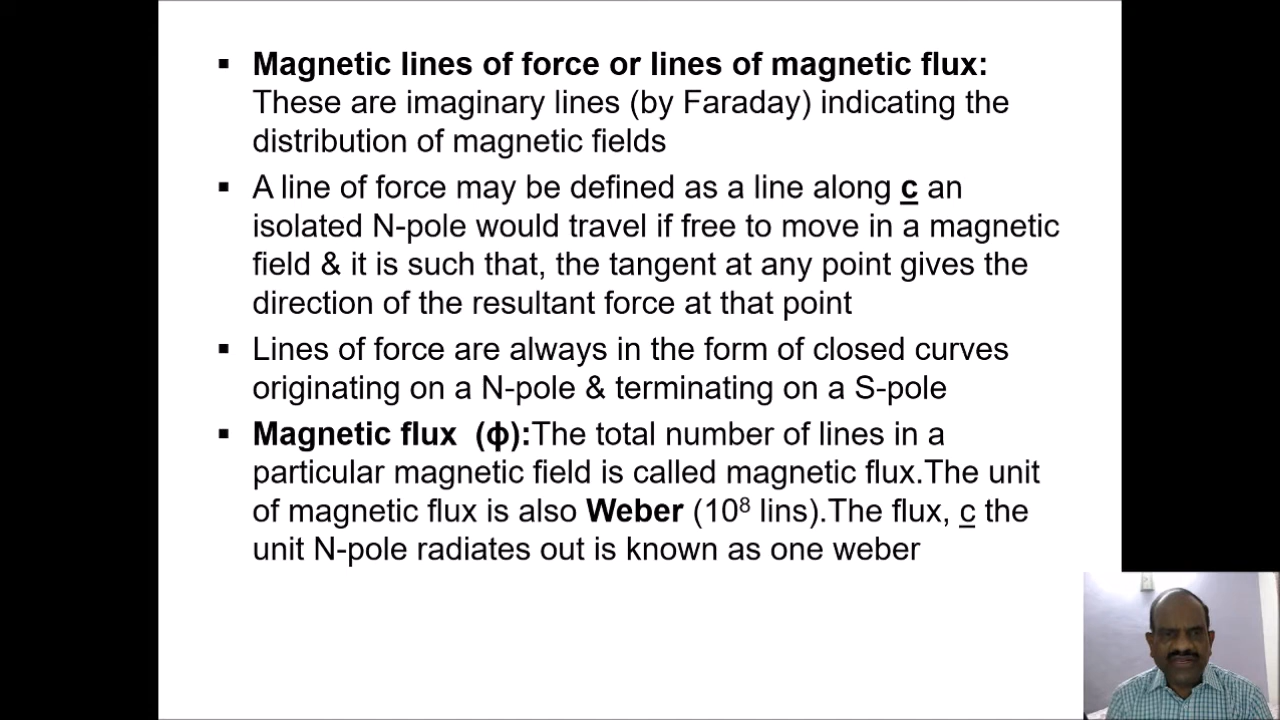 ▪ Magnetic lines of force or lines of magnetic flux:
These are imaginary lines (by Faraday) indicating the
distribution of magnetic fields
▪ A line of force may be defined as a line along c an
isolated N-pole would travel if free to move in a magnetic
field & it is such that, the tangent at any point gives the
direction of the resultant force at that point
▪ Lines of force are always in the form of closed curves
originating on a N-pole & terminating on a S-pole
▪ Magnetic flux (ϕ):The total number of lines in a
particular magnetic field is called magnetic flux.The unit
of magnetic flux is also Weber (10⁸ lins).The flux, c the
unit N-pole radiates out is known as one weber